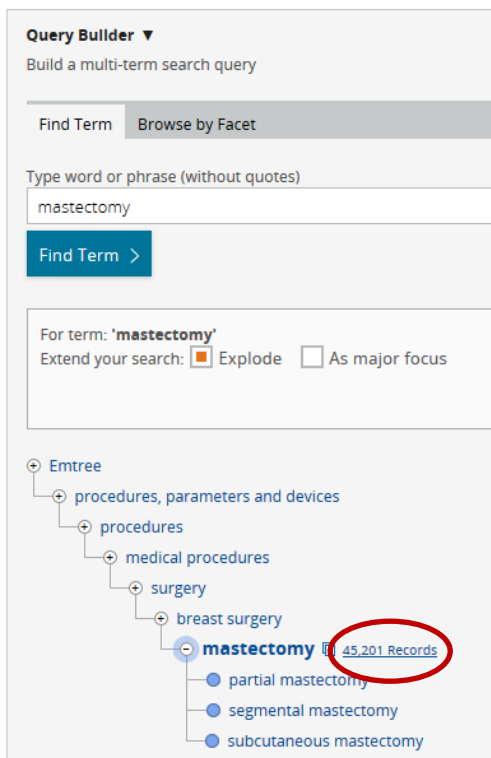 Query Builder ▼
Build a multi-term search query
Find Term Browse by Facet
Type word or phrase (without quotes)
mastectomy
Find Term >
For term: 'mastectomy'
Extend your search: Explode As major focus
Emtree
procedures, parameters and devices
procedures
medical procedures
surgery
breast surgery
mastectomy 45,201 Records
partial mastectomy
segmental mastectomy
subcutaneous mastectomy